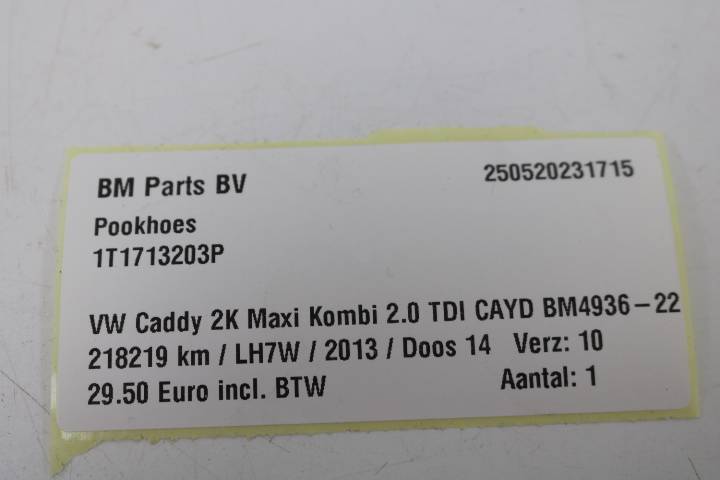 BM Parts BV 250520231715
Pookhoes
1T1713203P
VW Caddy 2K Maxi Kombi 2.0 TDI CAYD BM4936-22
218219 km / LH7W / 2013 / Doos 14 Verz: 10
29.50 Euro incl. BTW Aantal: 1